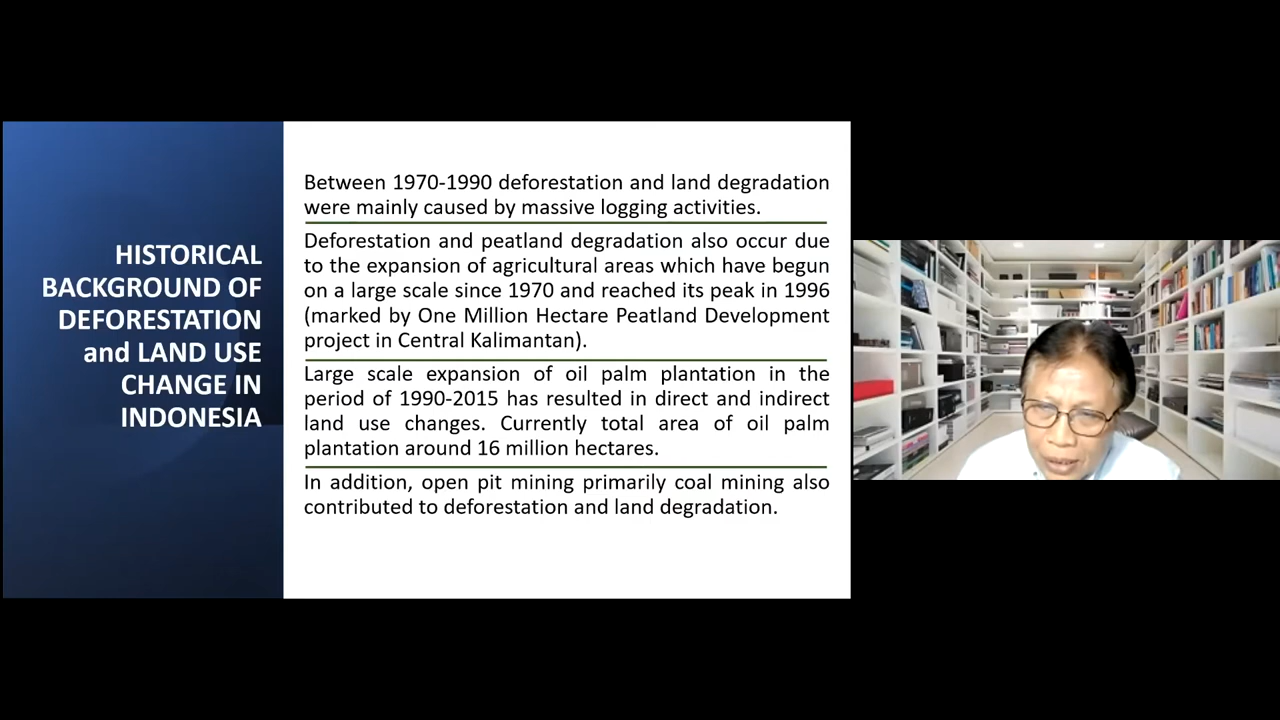 HISTORICAL
BACKGROUND OF
DEFORESTATION
and LAND USE
CHANGE IN
INDONESIA
Between 1970-1990 deforestation and land degradation
were mainly caused by massive logging activities.
Deforestation and peatland degradation also occur due
to the expansion of agricultural areas which have begun
on a large scale since 1970 and reached its peak in 1996
(marked by One Million Hectare Peatland Development
project in Central Kalimantan).
Large scale expansion of oil palm plantation in the
period of 1990-2015 has resulted in direct and indirect
land use changes. Currently total area of oil palm
plantation around 16 million hectares.
In addition, open pit mining primarily coal mining also
contributed to deforestation and land degradation.